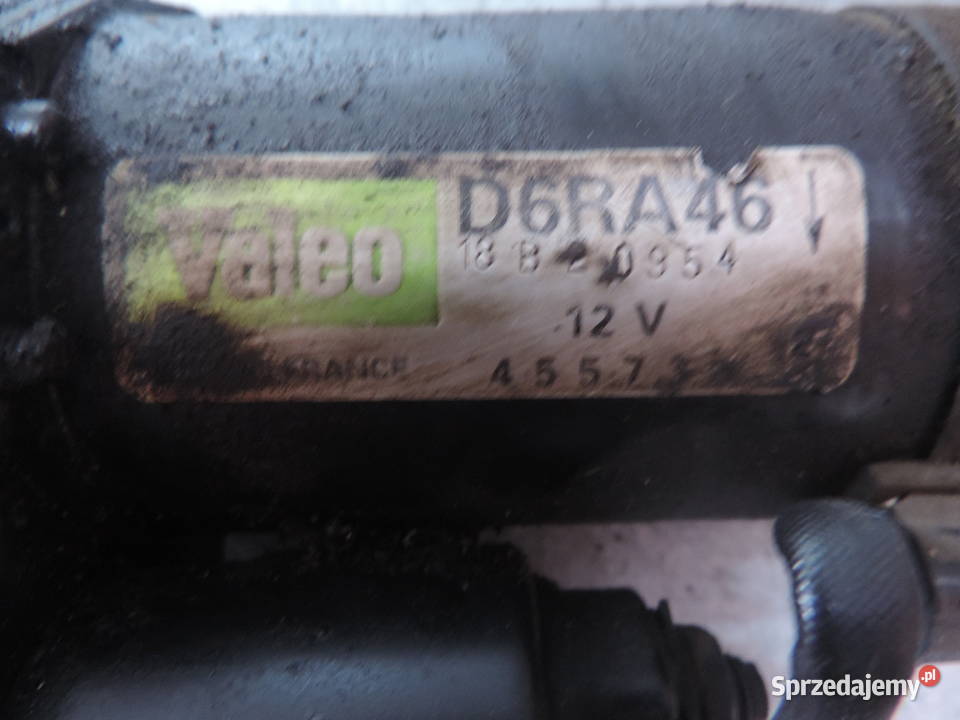 Valeo
D6RA46
18 B 2 0954
12 V
FRANCE
45573
Sprzedajemy.pl